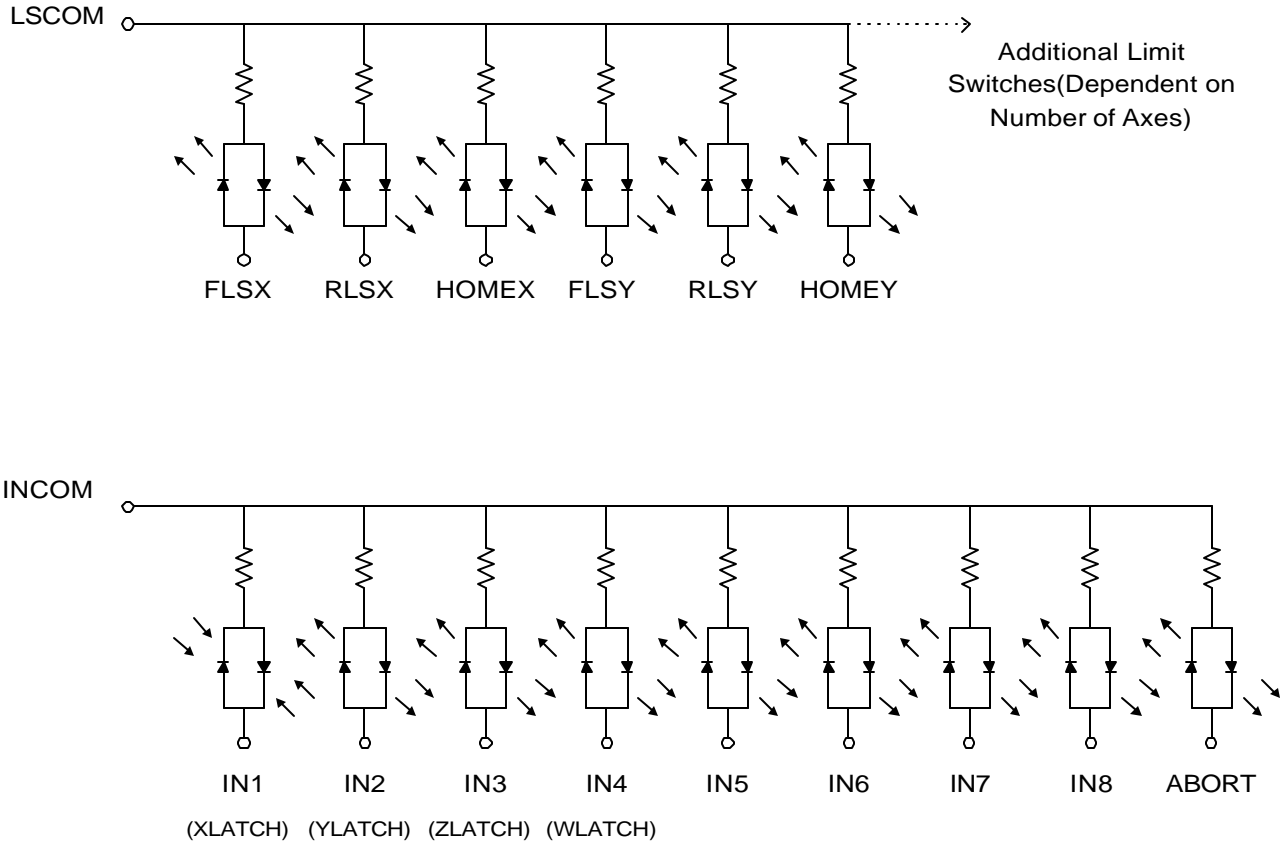 LSCOM
Additional Limit
Switches(Dependent on
Number of Axes)
FLSX RLSX HOMEX FLSY RLSY HOMEY
INCOM
IN1 IN2 IN3 IN4 IN5 IN6 IN7 IN8 ABORT
(XLATCH) (YLATCH) (ZLATCH) (WLATCH)